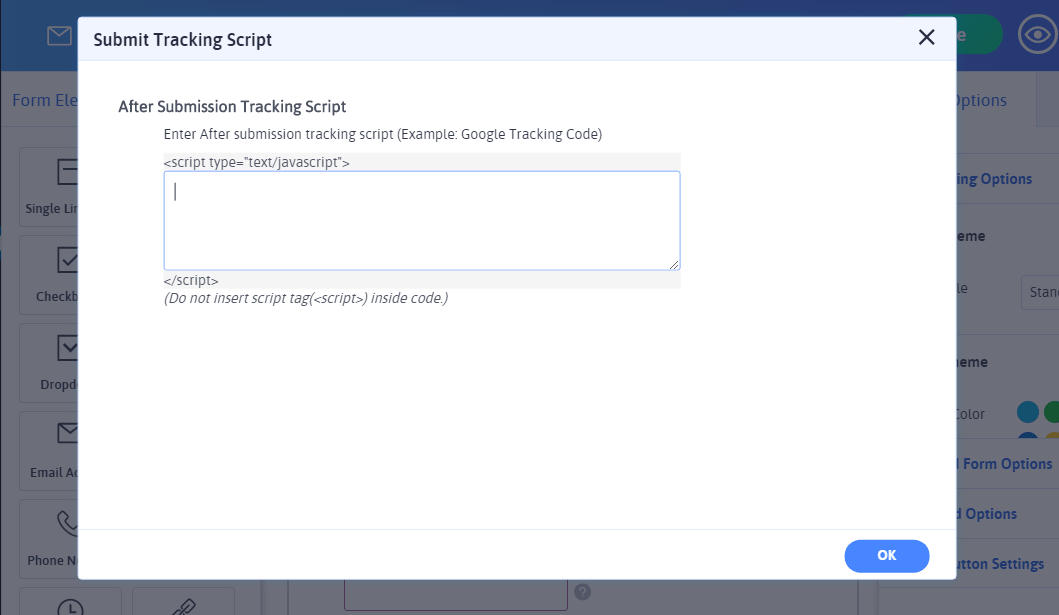 Submit Tracking Script
After Submission Tracking Script
Enter After submission tracking script (Example: Google Tracking Code)
<script type="text/javascript">
</script>
(Do not insert script tag(<script>) inside code.)
OK
Form Ele
Single Lin
Checkb
Dropd
Email Ad
Phone N
Options
ing Options
eme
le
Stand
eme
Color
Form Options
d Options
utton Settings
e
?